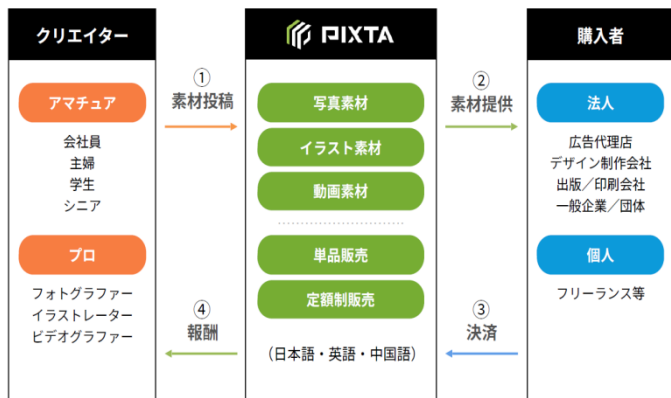 クリエイター
アマチュア
会社員
主婦
学生
シニア
プロ
フォトグラファー
イラストレーター
ビデオグラファー
①
素材投稿
④
報酬
PIXTA
写真素材
イラスト素材
動画素材
単品販売
定額制販売
（日本語・英語・中国語）
②
素材提供
③
決済
購入者
法人
広告代理店
デザイン制作会社
出版／印刷会社
一般企業／団体
個人
フリーランス等